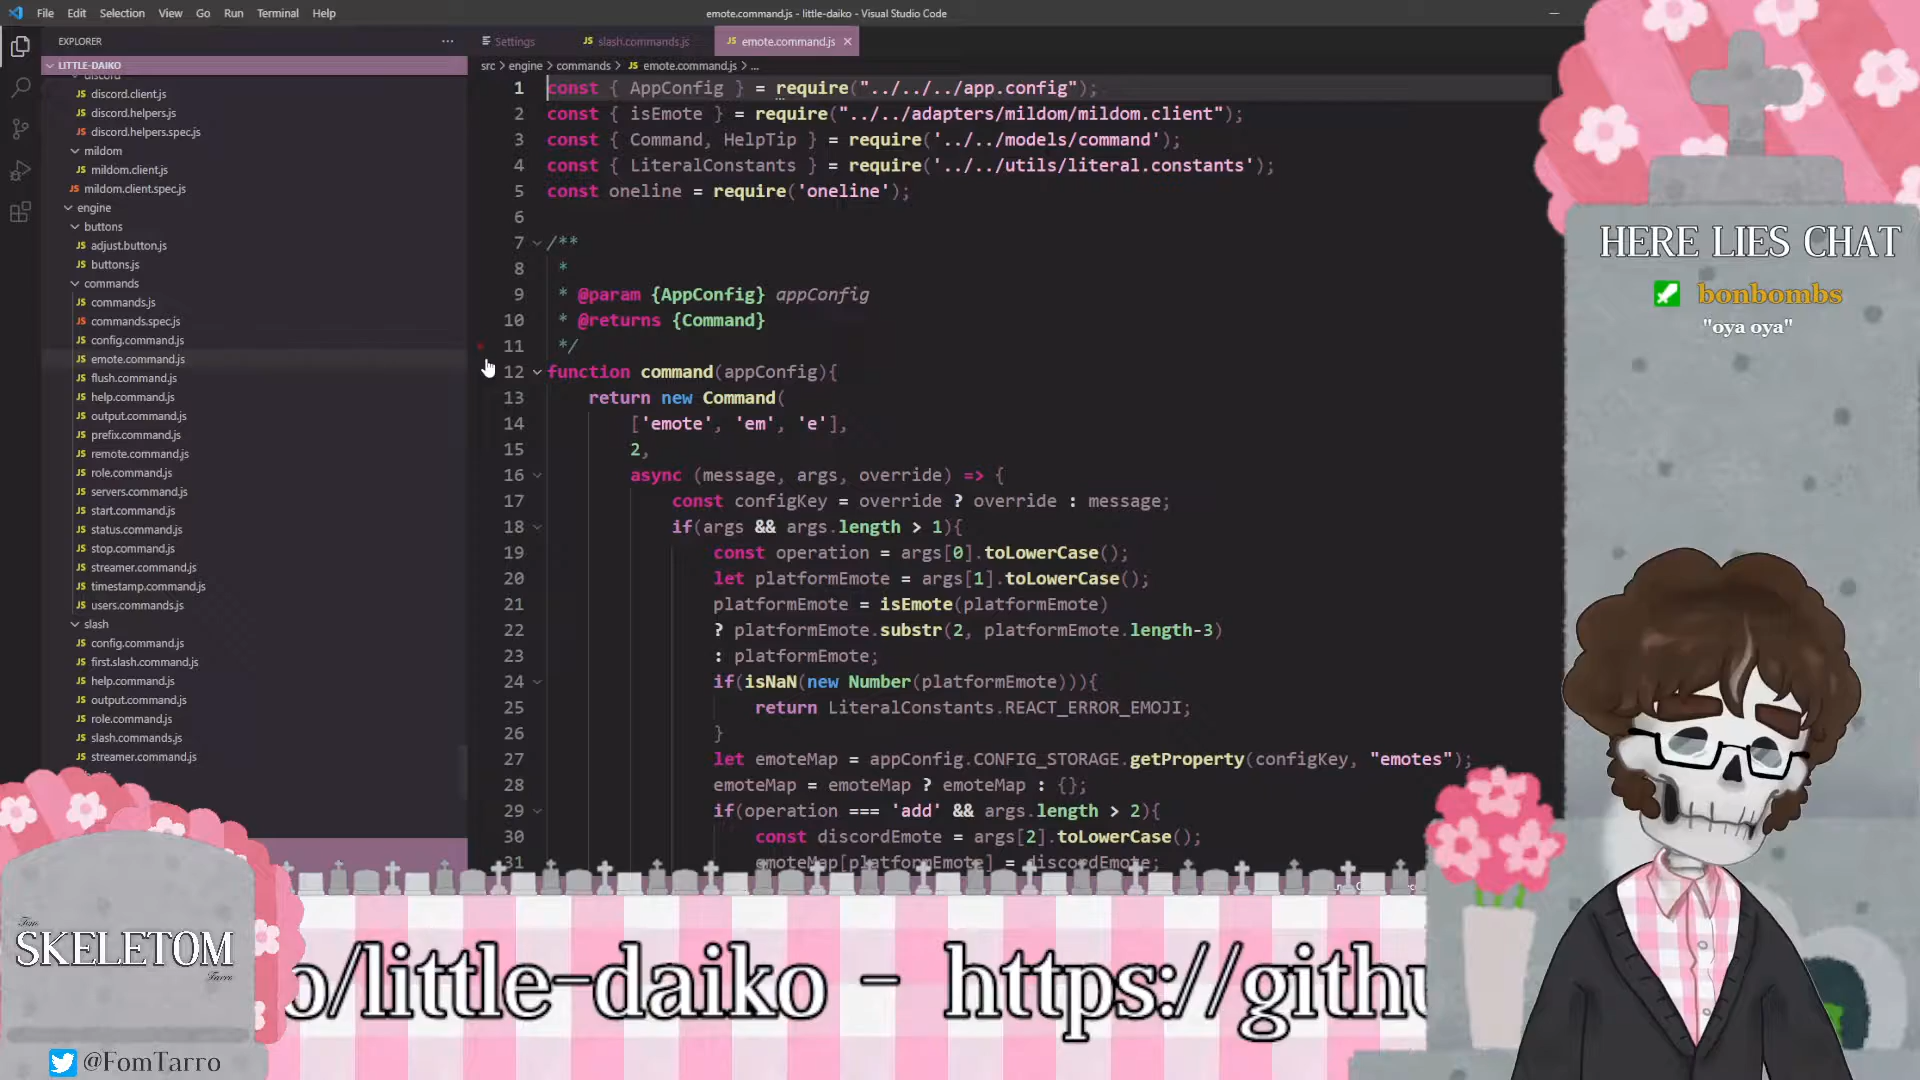 File Edit Selection View Go Run Terminal Help
emote.command.js - little-daiko - Visual Studio Code
EXPLORER
LITTLE-DAIKO
discord
discord.client.js
discord.helpers.js
discord.helpers.spec.js
mildom
mildom.client.js
mildom.client.spec.js
engine
buttons
adjust.button.js
buttons.js
commands
commands.js
commands.spec.js
config.command.js
emote.command.js
flush.command.js
help.command.js
output.command.js
prefix.command.js
remote.command.js
role.command.js
servers.command.js
start.command.js
status.command.js
stop.command.js
streamer.command.js
timestamp.command.js
users.commands.js
slash
config.command.js
first.slash.command.js
help.command.js
output.command.js
role.command.js
slash.commands.js
streamer.command.js
Settings
JS slash.commands.js
JS emote.command.js
src > engine > commands > JS emote.command.js > ...
1 const { AppConfig } = require("../../../app.config");
2 const { isEmote } = require("../../adapters/mildom/mildom.client");
3 const { Command, HelpTip } = require('../../models/command');
4 const { LiteralConstants } = require('../../utils/literal.constants');
5 const oneline = require('oneline');
6
7 /**
8 *
9 * @param {AppConfig} appConfig
10 * @returns {Command}
11 */
12 function command(appConfig){
13 return new Command(
14 ['emote', 'em', 'e'],
15 2,
16 async (message, args, override) => {
17 const configKey = override ? override : message;
18 if(args && args.length > 1){
19 const operation = args[0].toLowerCase();
20 let platformEmote = args[1].toLowerCase();
21 platformEmote = isEmote(platformEmote)
22 ? platformEmote.substr(2, platformEmote.length-3)
23 : platformEmote;
24 if(isNaN(new Number(platformEmote))){
25 return LiteralConstants.REACT_ERROR_EMOJI;
26 }
27 let emoteMap = appConfig.CONFIG_STORAGE.getProperty(configKey, "emotes");
28 emoteMap = emoteMap ? emoteMap : {};
29 if(operation === 'add' && args.length > 2){
30 const discordEmote = args[2].toLowerCase();
31 emoteMap[platformEmote] = discordEmote;
HERE LIES CHAT
bonbombs
"oya oya"
Tom
SKELETOM
Tarro
@FomTarro
o/little-daiko - https://githu